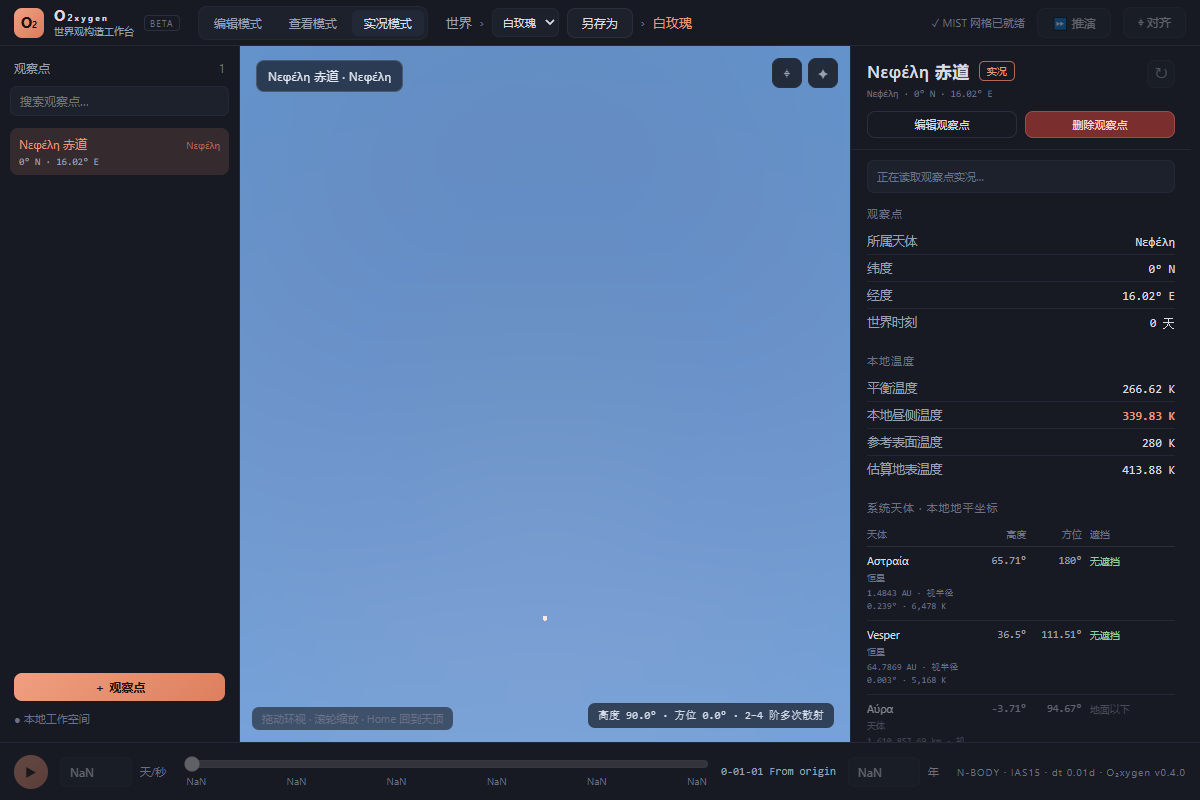 O₂ O₂xygen BETA 编辑模式 查看模式 实况模式 世界 › 白玫瑰 另存为 › 白玫瑰 ✓ MIST 网格已就绪 ⏩ 推演 ⌖ 对齐
世界观构造工作台
观察点 1
搜索观察点...
Νεφέλη 赤道 Νεφέλη
0° N · 16.02° E
+ 观察点
● 本地工作空间
Νεφέλη 赤道 · Νεφέλη
拖动环视 · 滚轮缩放 · Home 回到天顶
高度 90.0° · 方位 0.0° · 2–4 阶多次散射
Νεφέλη 赤道 实况
Νεφέλη · 0° N · 16.02° E
编辑观察点 删除观察点
正在读取观察点实况...
观察点
所属天体 Νεφέλη
纬度 0° N
经度 16.02° E
世界时刻 0 天
本地温度
平衡温度 266.62 K
本地昼侧温度 339.83 K
参考表面温度 280 K
估算地表温度 413.88 K
系统天体 · 本地地平坐标
天体 高度 方位 遮挡
Αστραία 65.71° 180° 无遮挡
恒星
1.4843 AU · 视半径
0.239° · 6,478 K
Vesper 36.5° 111.51° 无遮挡
恒星
64.7869 AU · 视半径
0.003° · 5,168 K
Αύρα -3.71° 94.67° 地面以下
天体
NaN 天/秒 0-01-01 From origin NaN 年 N-BODY · IAS15 · dt 0.01d · O₂xygen v0.4.0
NaN NaN NaN NaN NaN NaN